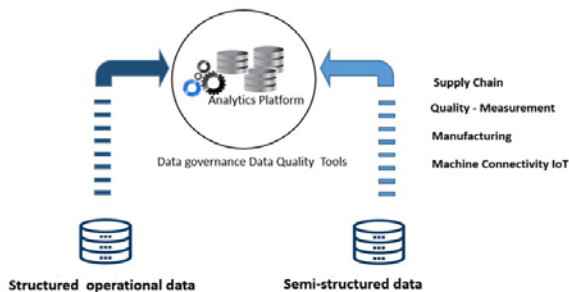 Analytics Platform
Data governance Data Quality Tools
Supply Chain
Quality - Measurement
Manufacturing
Machine Connectivity IoT
Structured operational data
Semi-structured data